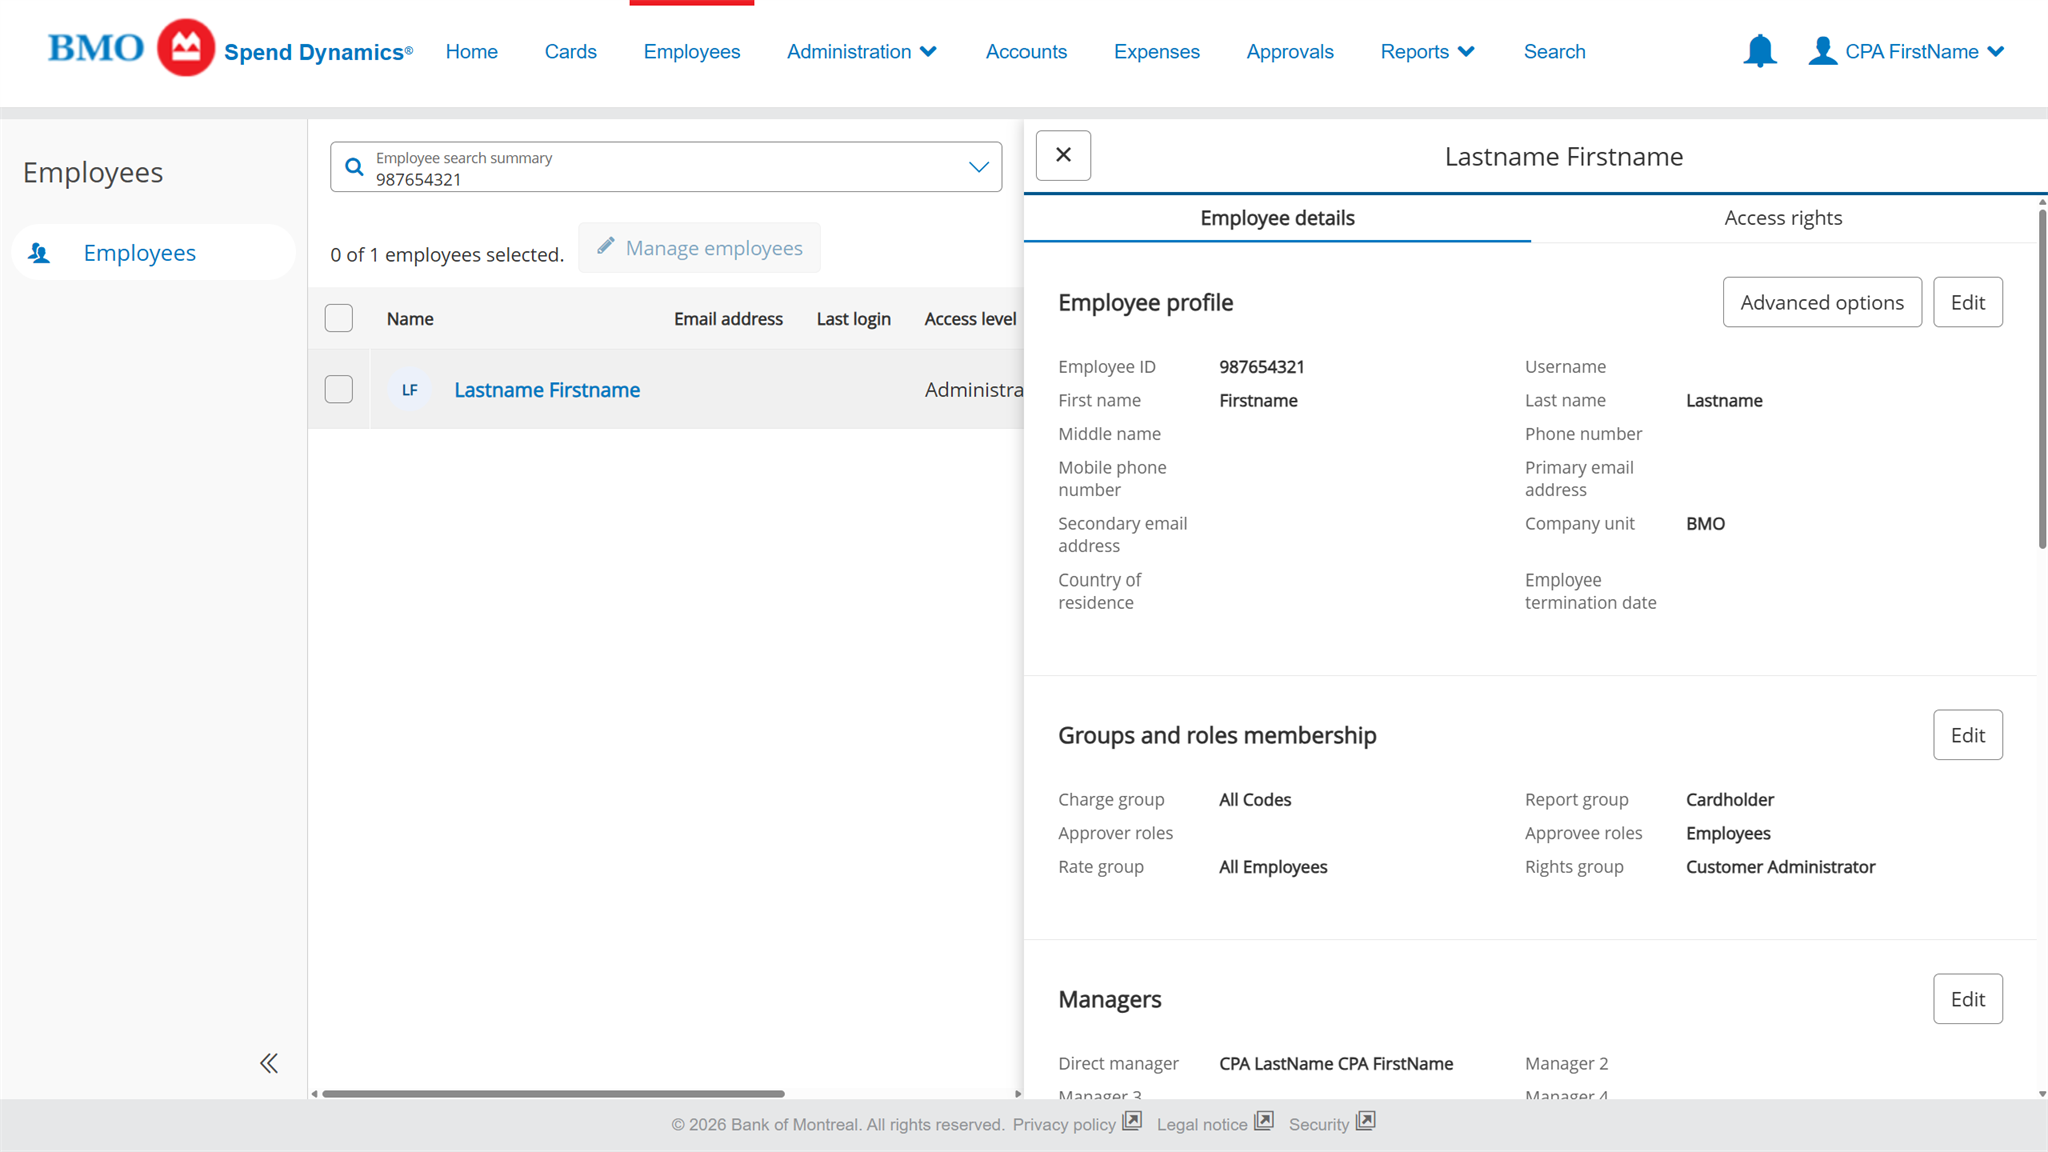 BMO Spend Dynamics® Home Cards Employees Administration Accounts Expenses Approvals Reports Search CPA FirstName
Employees
Employees
Employee search summary
987654321
0 of 1 employees selected. Manage employees
Name Email address Last login Access level
LF Lastname Firstname Administra
Lastname Firstname
Employee details Access rights
Employee profile Advanced options Edit
Employee ID 987654321 Username
First name Firstname Last name Lastname
Middle name Phone number
Mobile phone number Primary email address
Secondary email address Company unit BMO
Country of residence Employee termination date
Groups and roles membership Edit
Charge group All Codes Report group Cardholder
Approver roles Approvee roles Employees
Rate group All Employees Rights group Customer Administrator
Managers Edit
Direct manager CPA LastName CPA FirstName Manager 2
Manager 3 Manager 4
© 2026 Bank of Montreal. All rights reserved. Privacy policy Legal notice Security